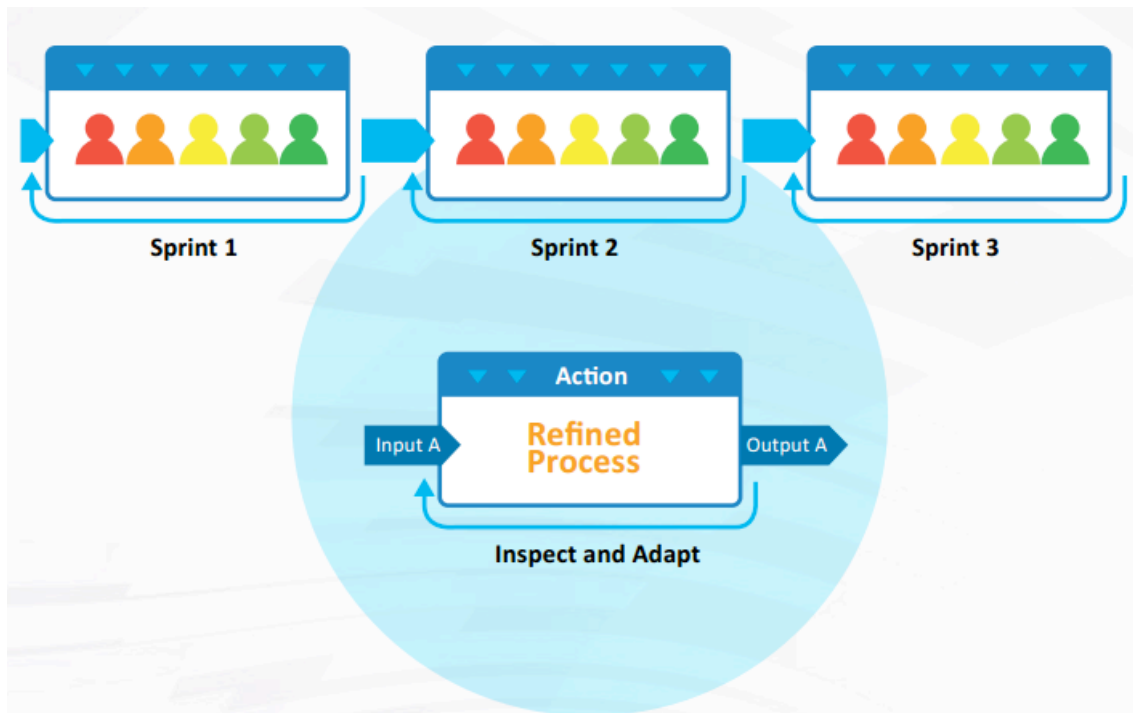 Sprint 1
Sprint 2
Sprint 3
Action
Input A
Refined
Process
Output A
Inspect and Adapt